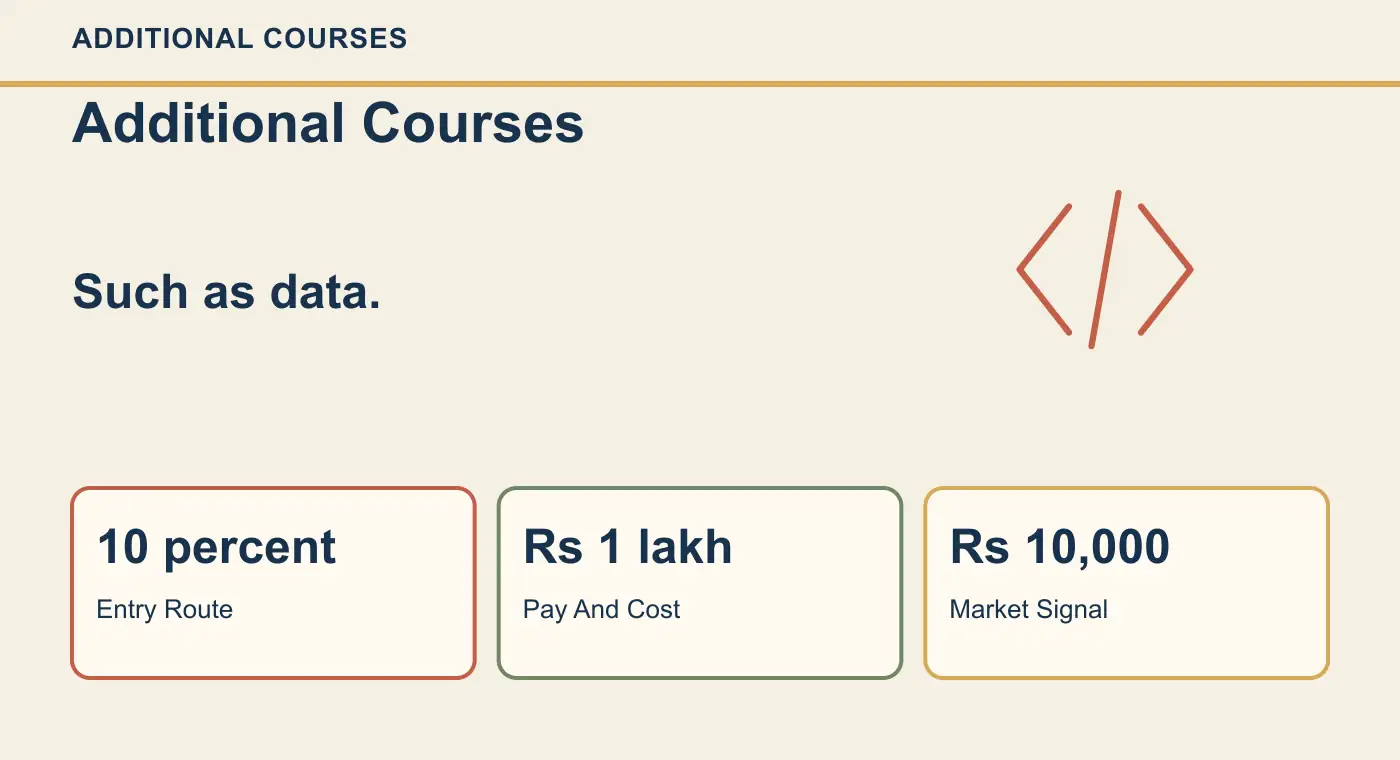 ADDITIONAL COURSES
Additional Courses
Such as data.
10 percent
Entry Route
Rs 1 lakh
Pay And Cost
Rs 10,000
Market Signal